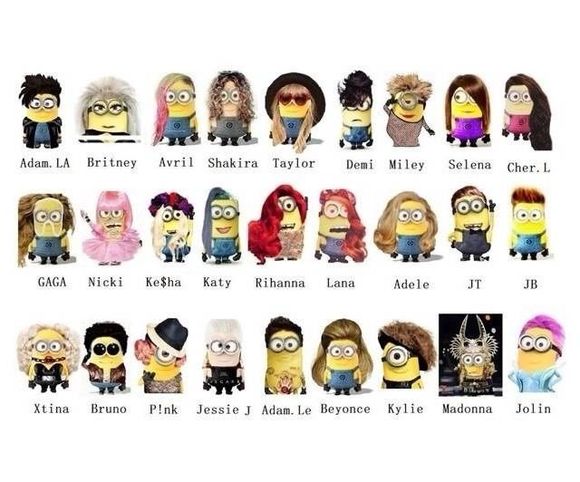 Adam.LA Britney Avril Shakira Taylor Demi Miley Selena Cher.L
GAGA Nicki Ke$ha Katy Rihanna Lana Adele JT JB
Xtina Bruno P!nk Jessie J Adam.Le Beyonce Kylie Madonna Jolin